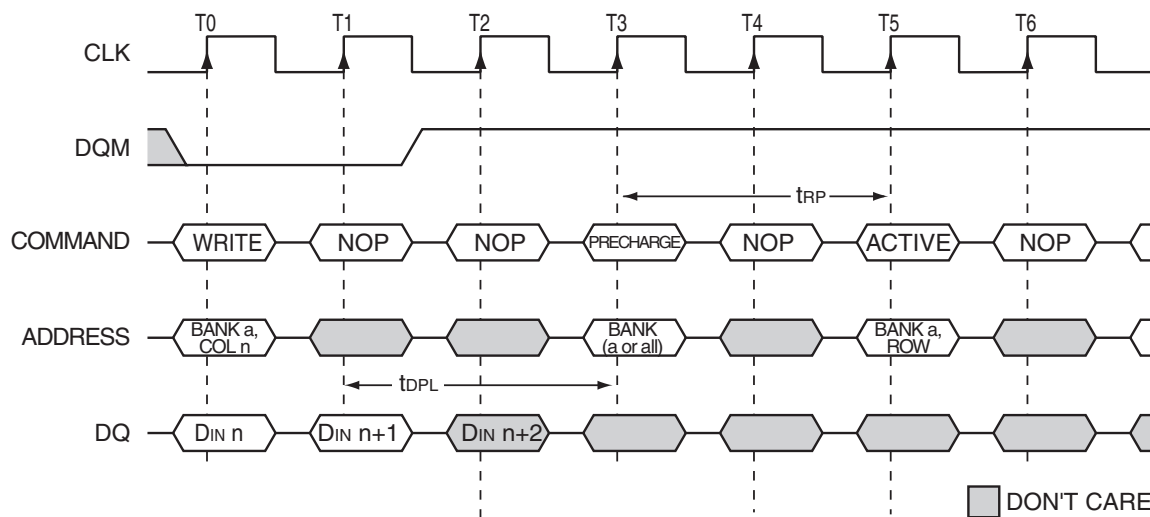 T0 T1 T2 T3 T4 T5 T6
CLK
DQM
tRP
COMMAND WRITE NOP NOP PRECHARGE NOP ACTIVE NOP
ADDRESS BANK a, COL n BANK (a or all) BANK a, ROW
tDPL
DQ DIN n DIN n+1 DIN n+2
DON'T CARE